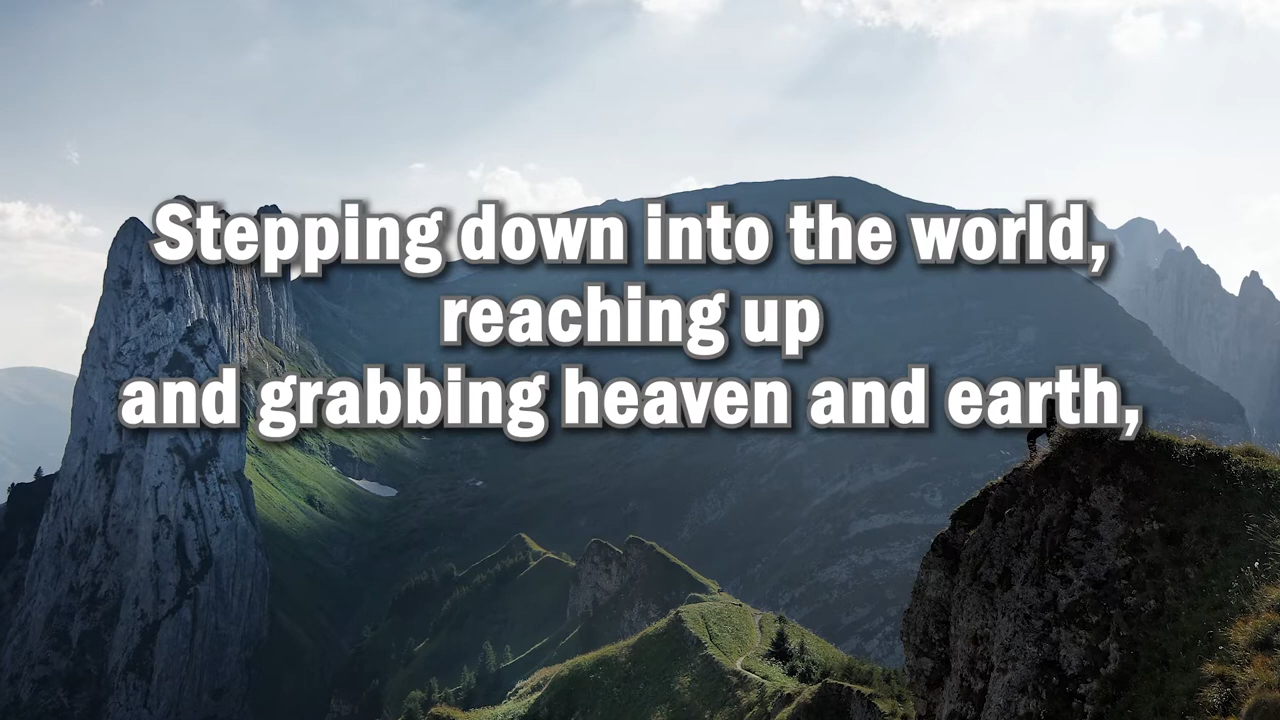 Stepping down into the world,
reaching up
and grabbing heaven and earth,